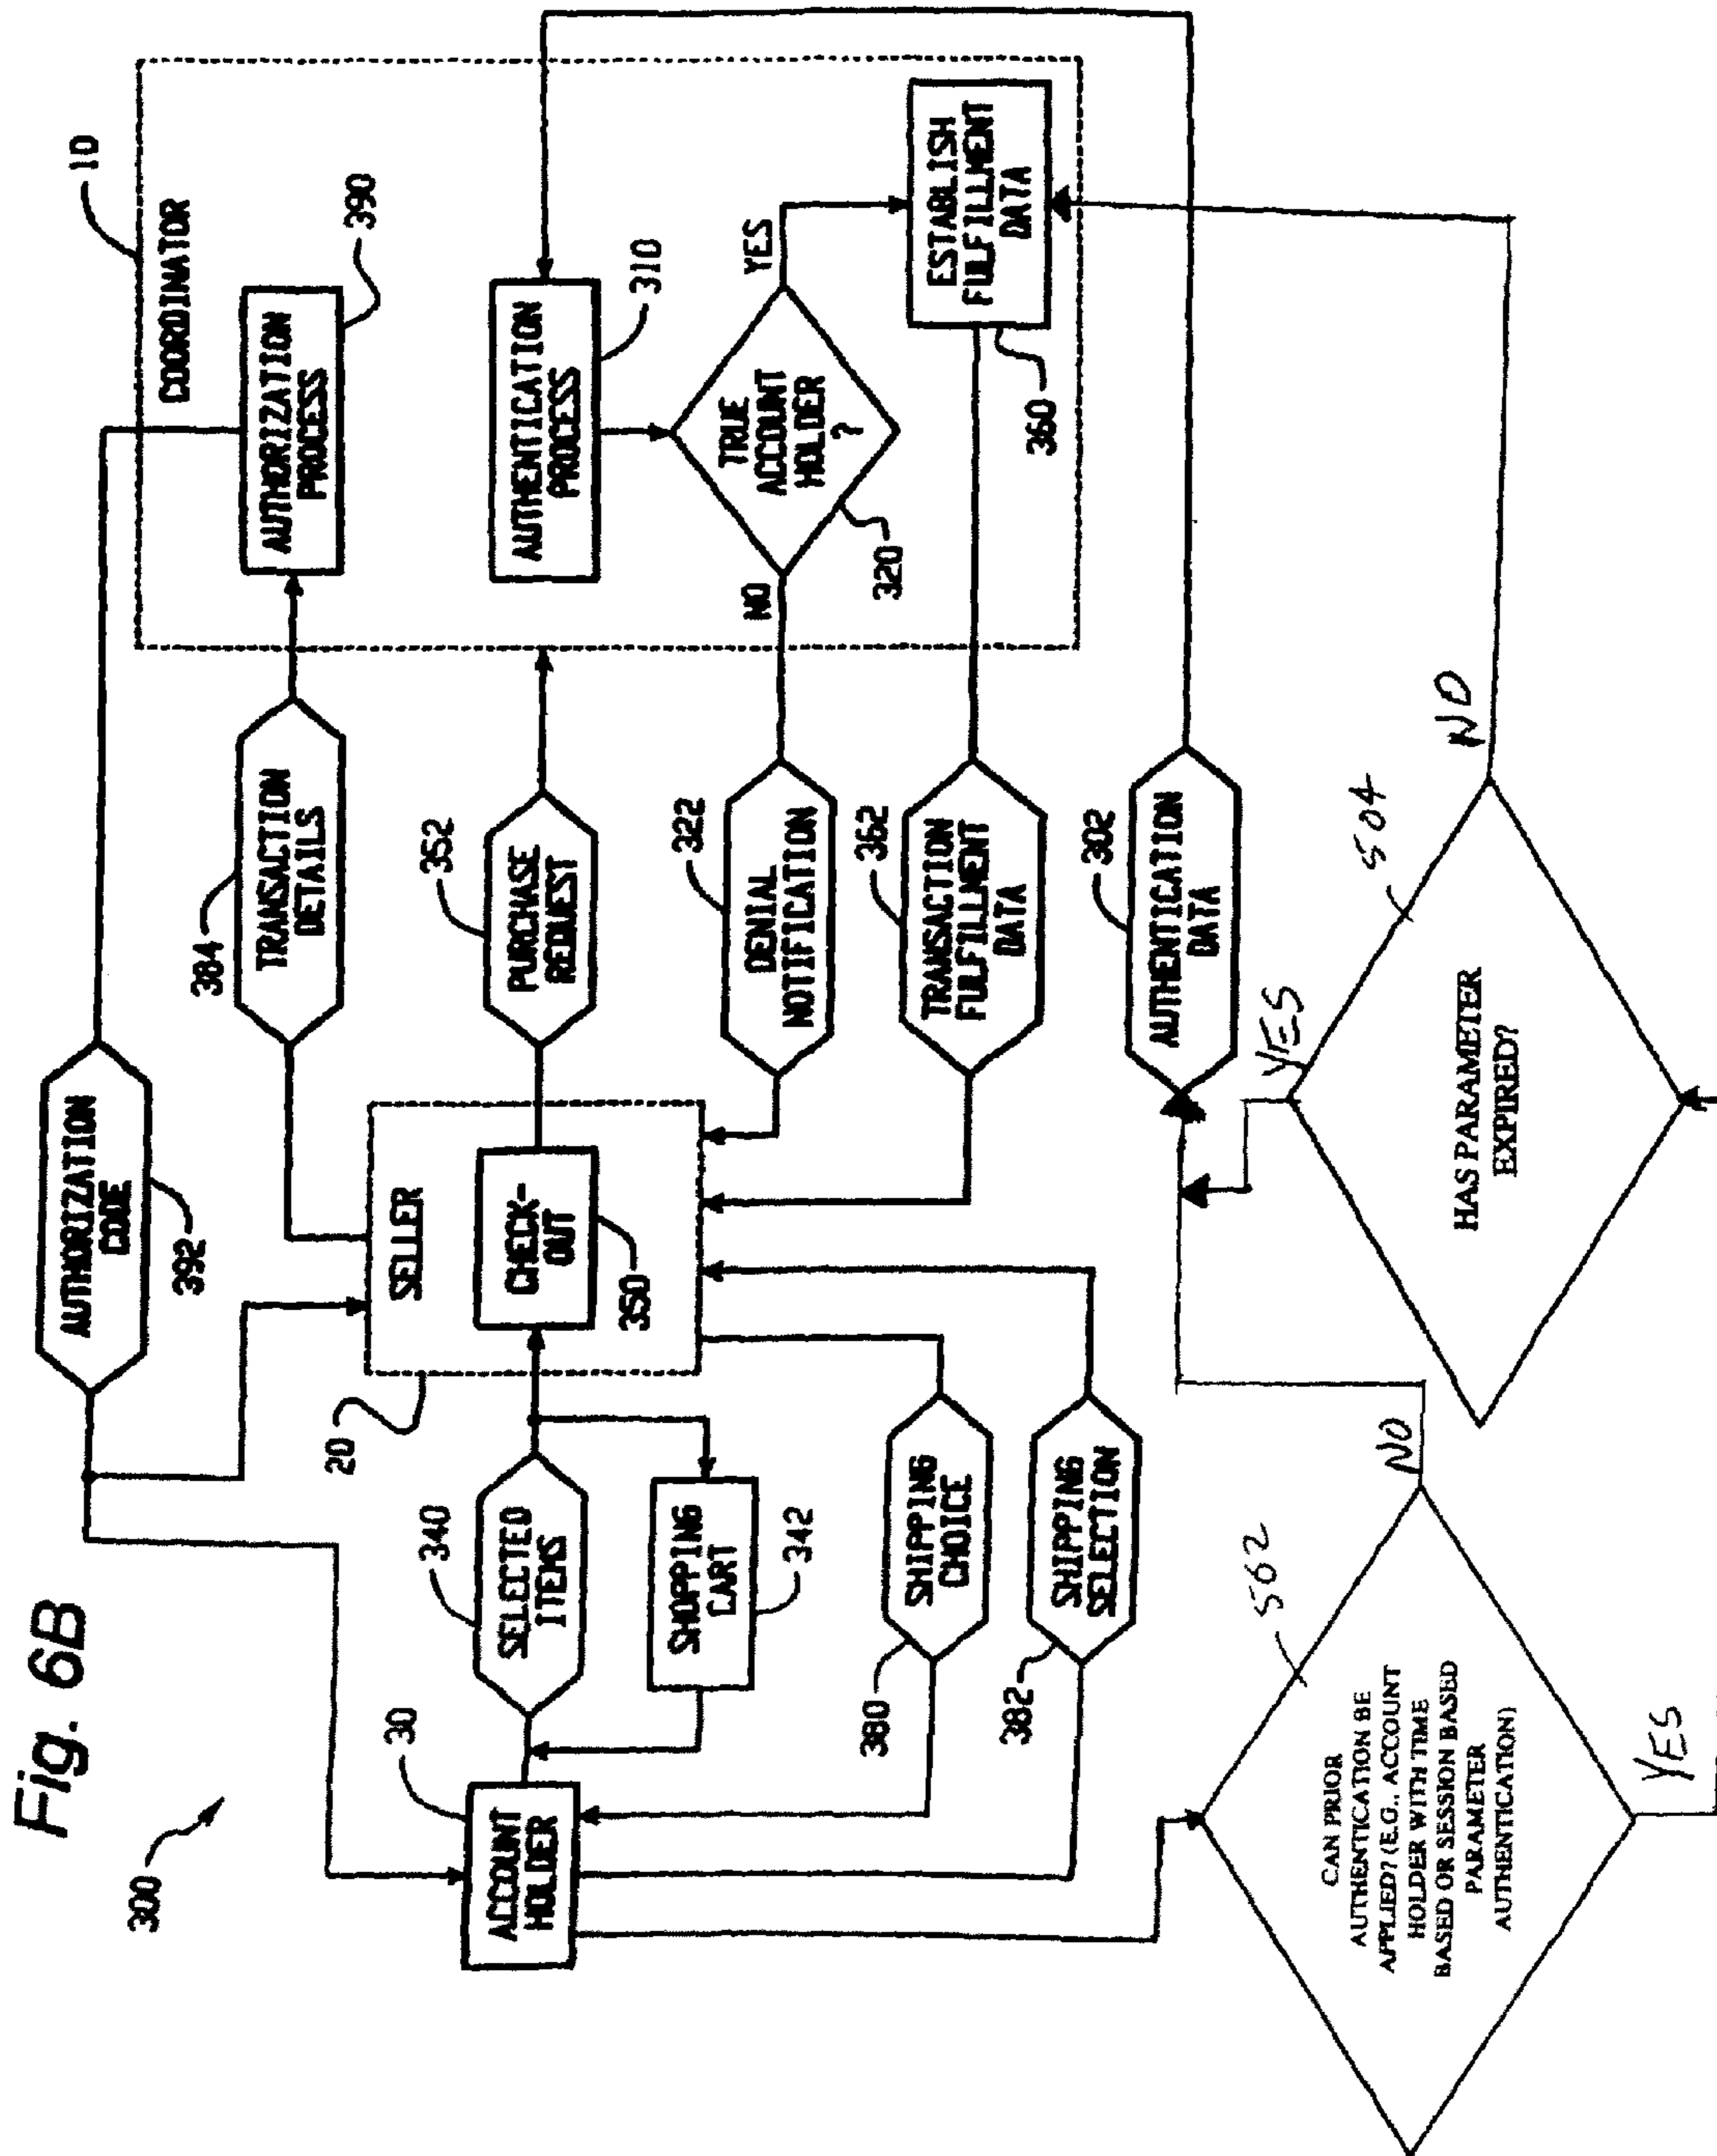 Fig. 6B
300
AUTHORIZATION
CODE
392
10
COORDINATOR
384
TRANSACTION
DETAILS
AUTHORIZATION
PROCESS
390
20
SELLER
30
ACCOUNT
HOLDER
340
SELECTED
ITEMS
CHECK-
OUT
350
352
PURCHASE
REQUEST
AUTHENTICATION
PROCESS
310
SHOPPING
CART
342
322
DENIAL
NOTIFICATION
NO
TRUE
ACCOUNT
HOLDER
?
YES
320
380
SHIPPING
CHOICE
362
TRANSACTION
FULFILLMENT
DATA
ESTABLISH
FULFILLMENT
DATA
360
382
SHIPPING
SELECTION
302
AUTHENTICATION
DATA
502
CAN PRIOR
AUTHENTICATION BE
APPLIED? (E.G., ACCOUNT
HOLDER WITH TIME
BASED OR SESSION BASED
PARAMETER
AUTHENTICATION)
NO
YES
YES
504
HAS PARAMETER
EXPIRED?
NO